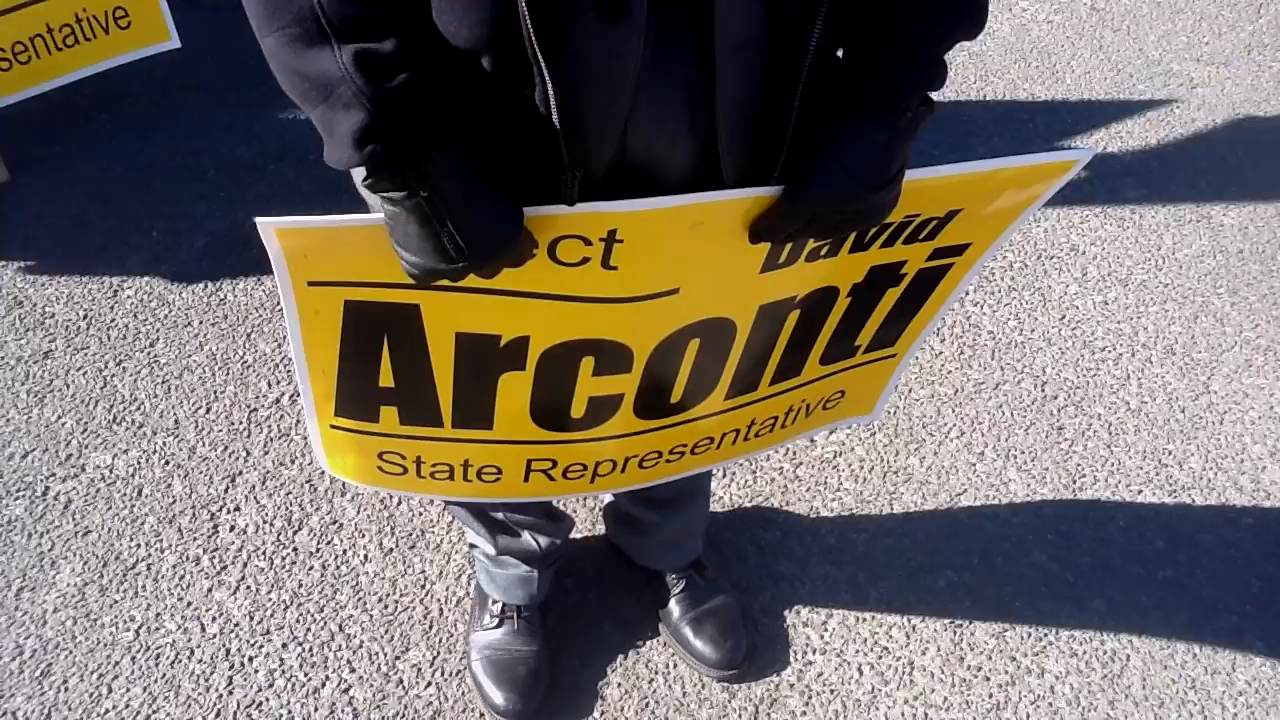 sentative
ect
David
Arconti
State Representative